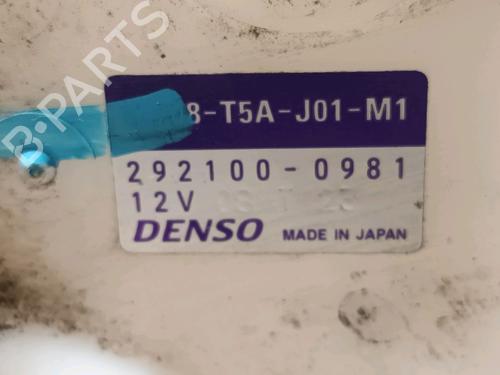 8-T5A-J01-M1
292100-0981
12V
DENSO MADE IN JAPAN
B-PARTS